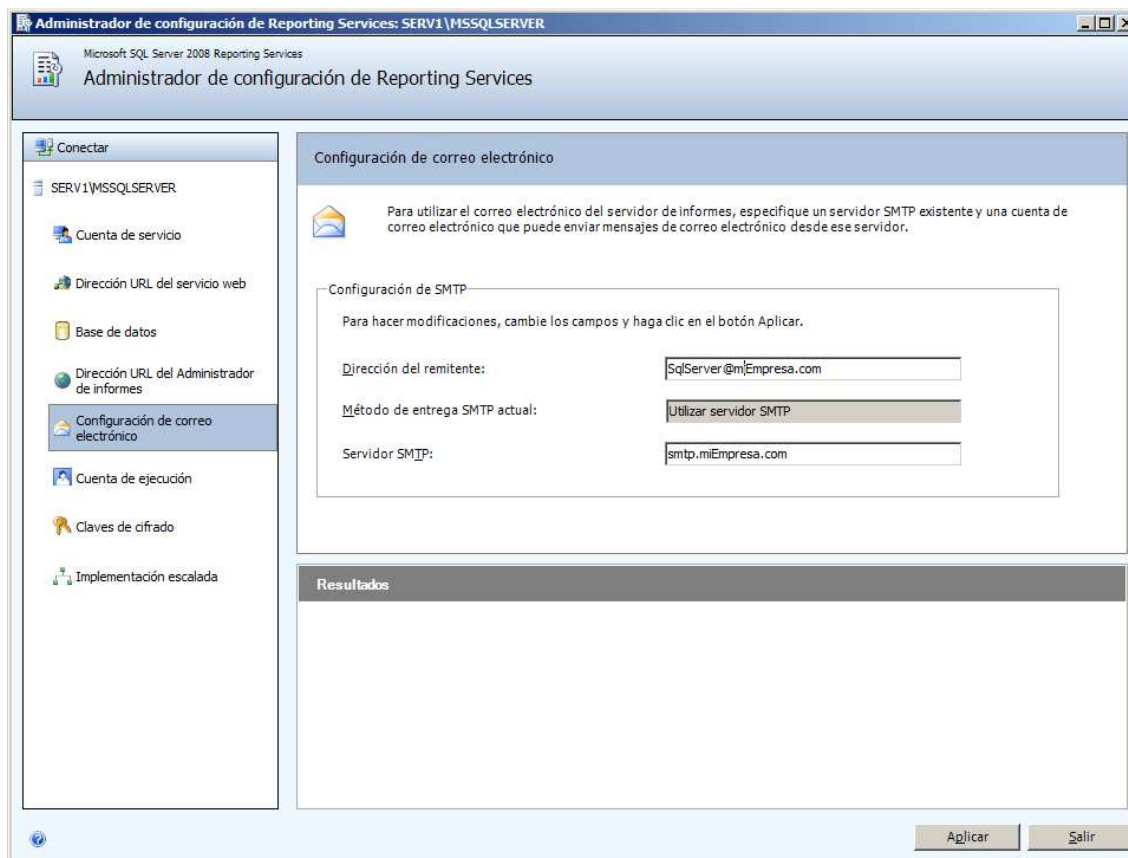 Administrador de configuración de Reporting Services: SERV1\MSSQLSERVER
Microsoft SQL Server 2008 Reporting Services
Administrador de configuración de Reporting Services
Conectar
SERV1\MSSQLSERVER
Cuenta de servicio
Dirección URL del servicio web
Base de datos
Dirección URL del Administrador
de informes
Configuración de correo
electrónico
Cuenta de ejecución
Claves de cifrado
Implementación escalada
Configuración de correo electrónico
Para utilizar el correo electrónico del servidor de informes, especifique un servidor SMTP existente y una cuenta de
correo electrónico que puede enviar mensajes de correo electrónico desde ese servidor.
Configuración de SMTP
Para hacer modificaciones, cambie los campos y haga clic en el botón Aplicar.
Dirección del remitente: SqlServer@miEmpresa.com
Método de entrega SMTP actual: Utilizar servidor SMTP
Servidor SMTP: smtp.miEmpresa.com
Resultados
Aplicar Salir